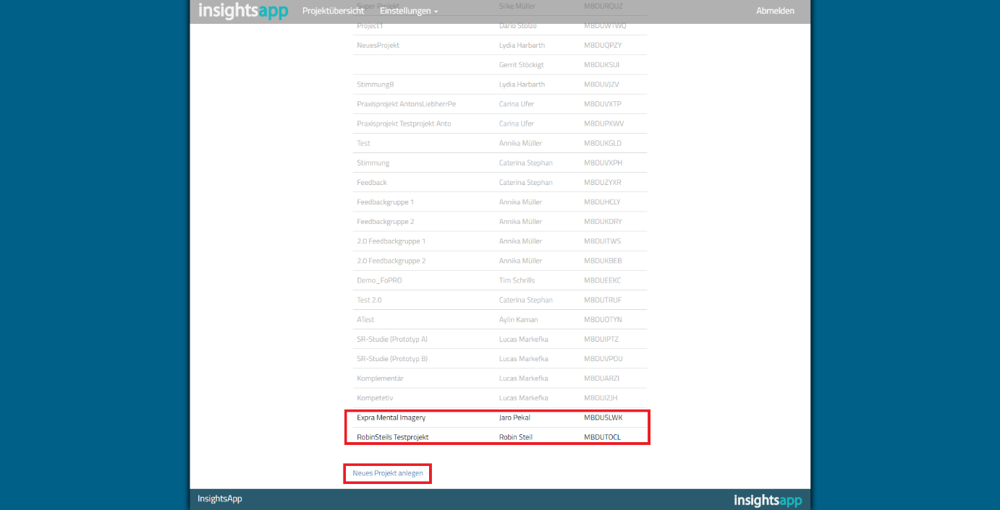 insightsapp Projektübersicht Einstellungen Abmelden
Super Projekt Silke Müller MBDURQUZ
Project1 Dario Stolze MBDUWTWQ
NeuesProjekt Lydia Harbarth MBDUQPZY
Gerrit Stöckigt MBDUKSUI
StimmungB Lydia Harbarth MBDUVJZV
Praxisprojekt AntonsLiebherrPe Carina Ufer MBDUVXTP
Praxisprojekt Testprojekt Anto Carina Ufer MBDUPXWV
Test Annika Müller MBDUKGLD
Stimmung Caterina Stephan MBDUVXPH
Feedback Caterina Stephan MBDUZYXR
Feedbackgruppe 1 Annika Müller MBDUHCLY
Feedbackgruppe 2 Annika Müller MBDUKDRY
2.0 Feedbackgruppe 1 Annika Müller MBDUITWS
2.0 Feedbackgruppe 2 Annika Müller MBDUKBEB
Demo_FoPRO Tim Schrills MBDUEEKC
Test 2.0 Caterina Stephan MBDUTRUF
ATest Aylin Kaman MBDUOTYN
SR-Studie (Prototyp A) Lucas Markefka MBDUIPTZ
SR-Studie (Prototyp B) Lucas Markefka MBDUVPOU
Komplementär Lucas Markefka MBDUARZI
Kompetetiv Lucas Markefka MBDUIZJH
Expra Mental Imagery Jaro Pekal MBDUSLWK
RobinSteils Testprojekt Robin Steil MBDUTOCL
Neues Projekt anlegen
InsightsApp insightsapp